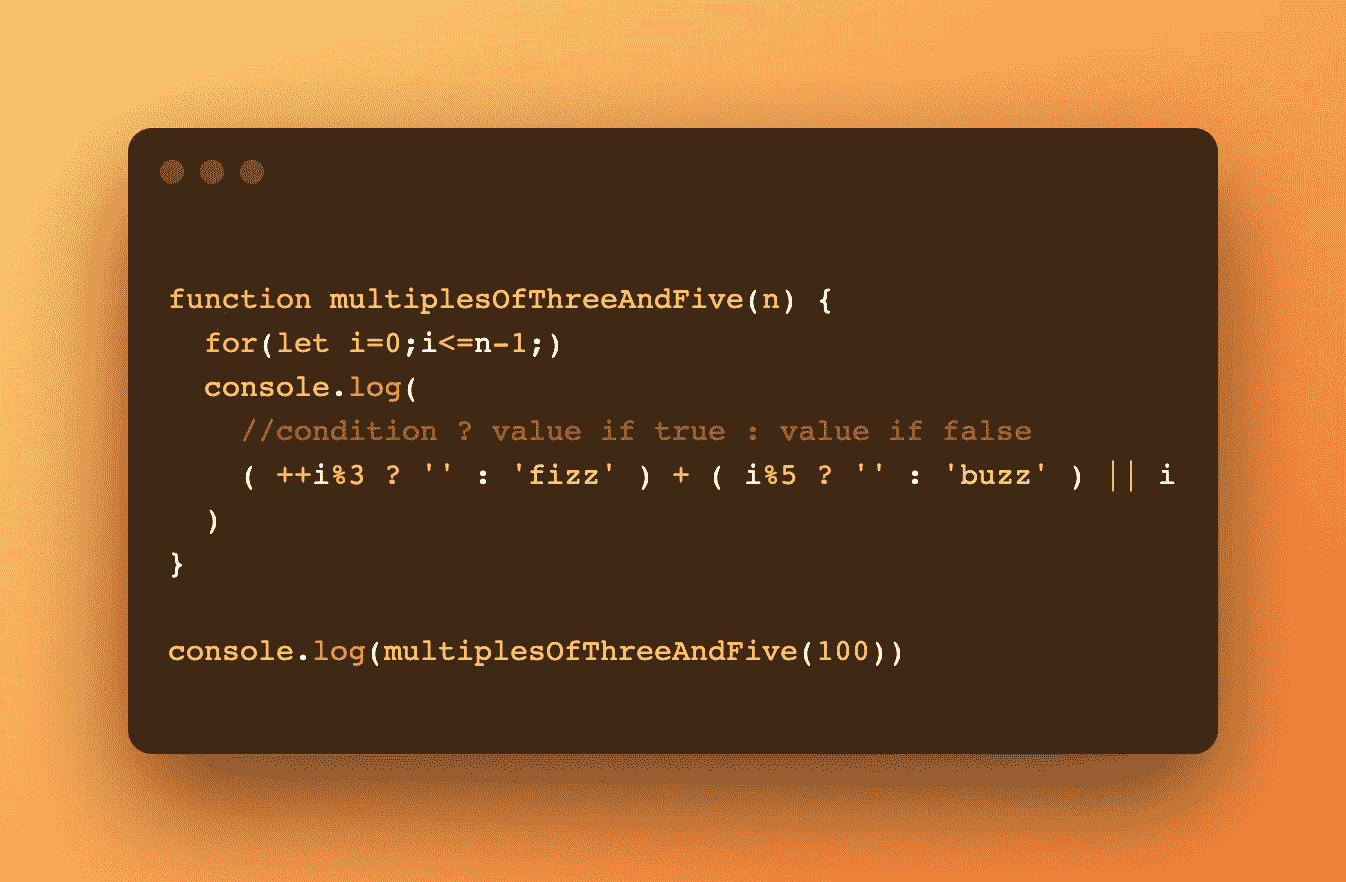 function multiplesOfThreeAndFive(n) {
  for(let i=0;i<=n-1;)
  console.log(
    //condition ? value if true : value if false
    ( ++i%3 ? '' : 'fizz' ) + ( i%5 ? '' : 'buzz' ) || i
  )
}
console.log(multiplesOfThreeAndFive(100))